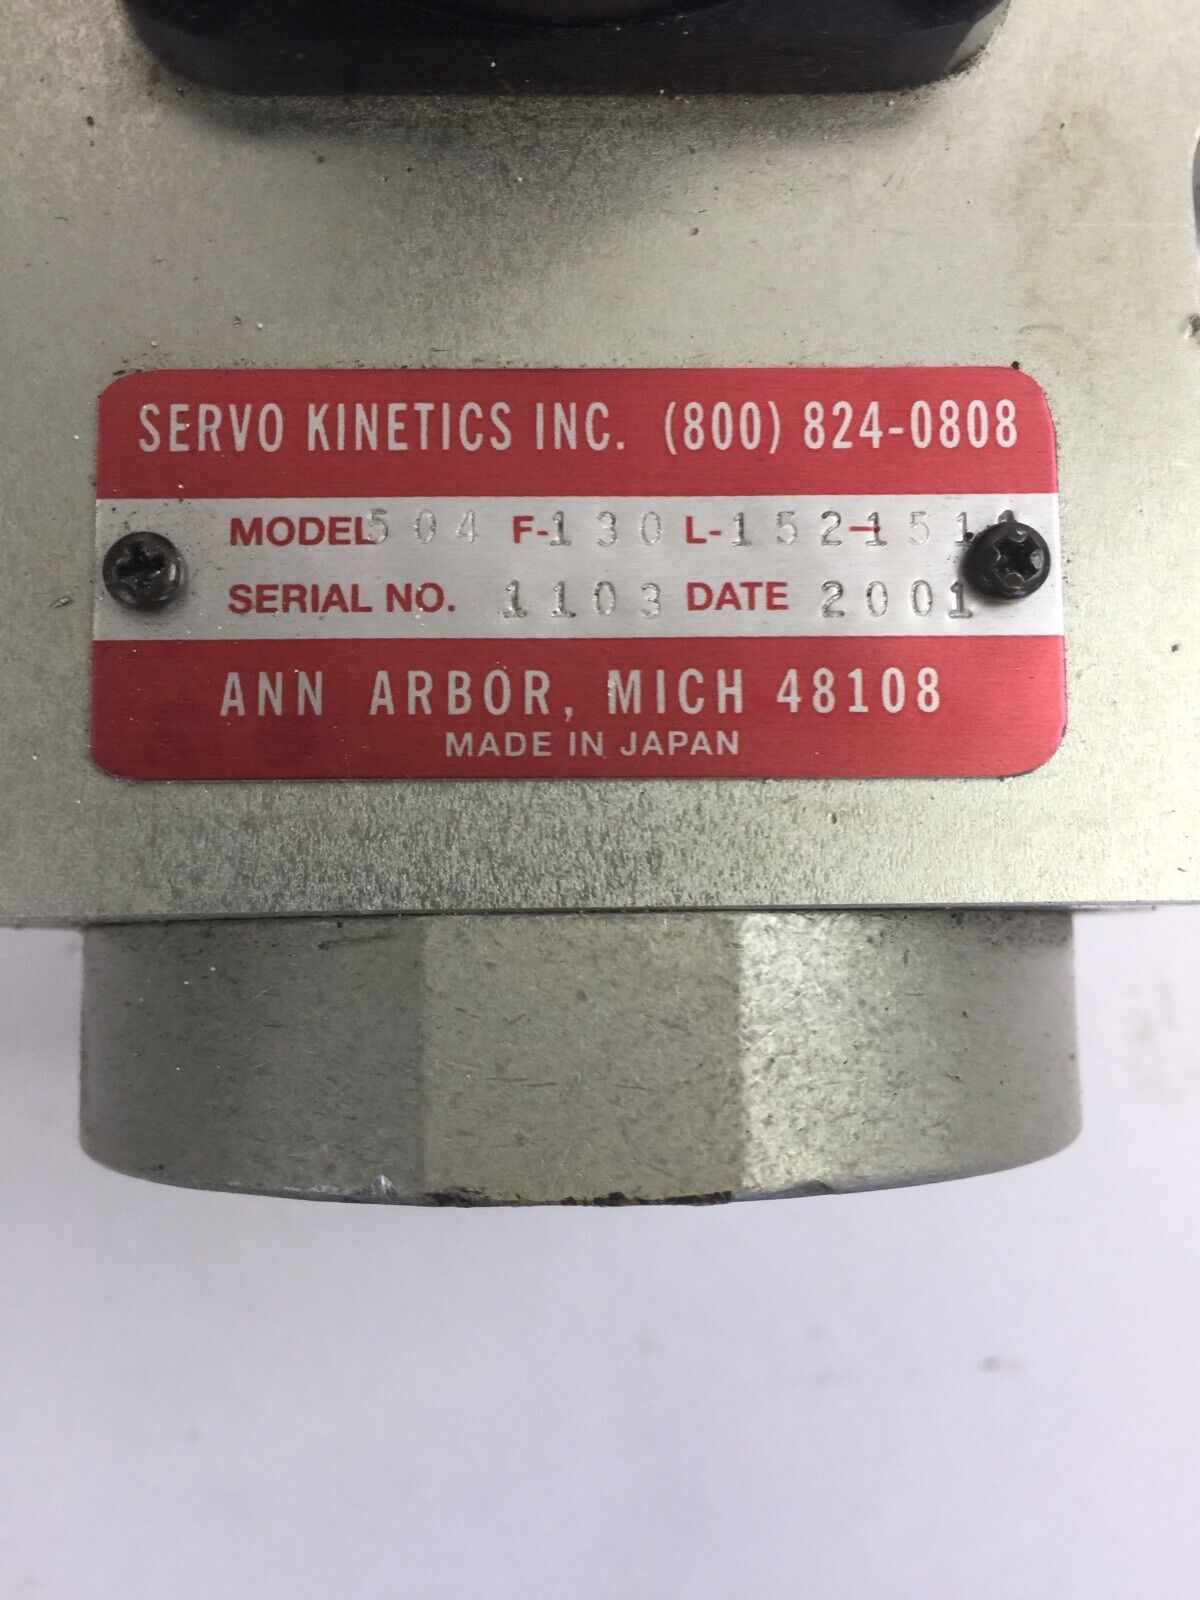 SERVO KINETICS INC. (800) 824-0808
MODEL 504 F-130 L-152-151
SERIAL NO. 1103 DATE 2001
ANN ARBOR, MICH 48108
MADE IN JAPAN